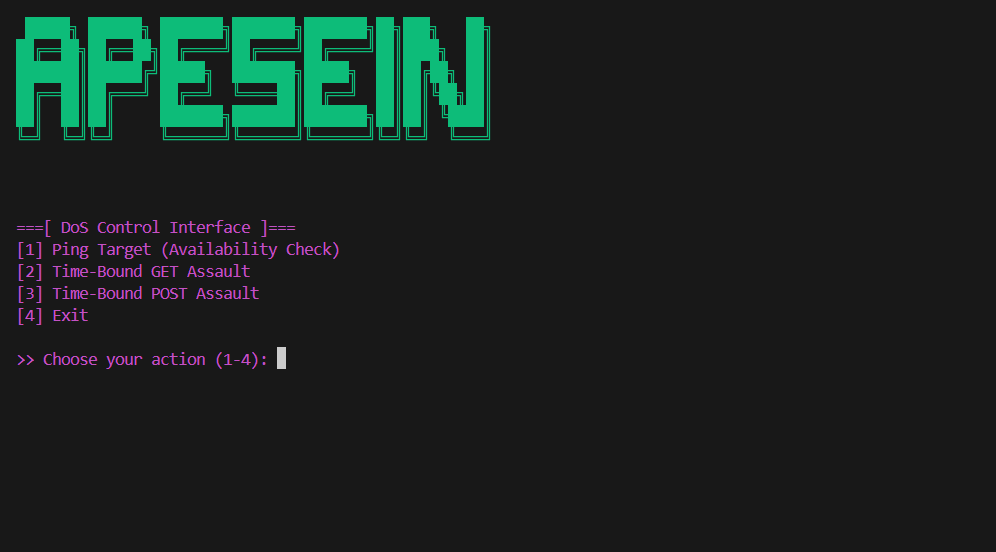 APESEIN
===[ DoS Control Interface ]===
[1] Ping Target (Availability Check)
[2] Time-Bound GET Assault
[3] Time-Bound POST Assault
[4] Exit
>> Choose your action (1-4):